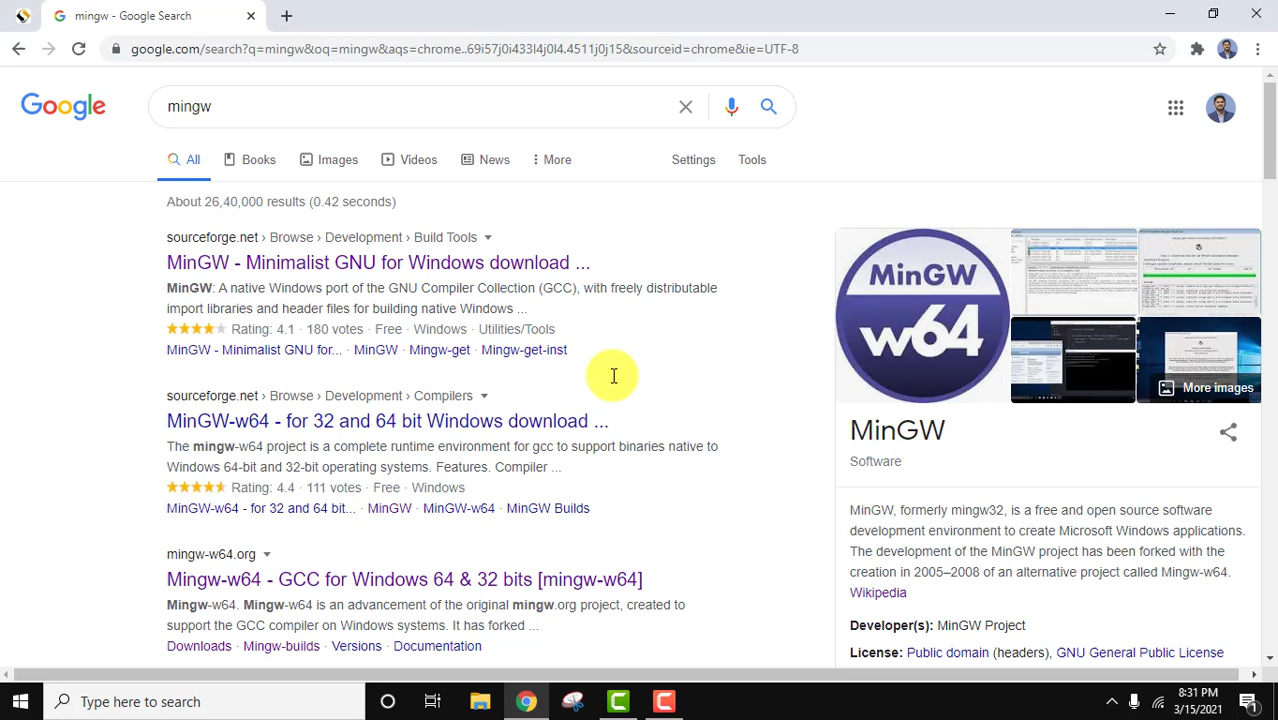 mingw - Google Search
google.com/search?q=mingw&oq=mingw&aqs=chrome..69i57j0i433l4j0l4.4511j0j15&sourceid=chrome&ie=UTF-8
Google
mingw
All Books Images Videos News More Settings Tools
About 26,40,000 results (0.42 seconds)
sourceforge.net › Browse › Development › Build Tools
MinGW - Minimalist GNU for Windows download ...
MinGW: A native Windows port of the GNU Compiler Collection (GCC), with freely distributable
import libraries and header files for building native ...
Rating: 4.1 · 180 votes · Free · Windows · Utilities/Tools
MinGW - Minimalist GNU for... · MinGW · Mingw-get · Mingw-get-inst
sourceforge.net › Browse › Development › Compilers
MinGW-w64 - for 32 and 64 bit Windows download ...
The mingw-w64 project is a complete runtime environment for gcc to support binaries native to
Windows 64-bit and 32-bit operating systems. Features. Compiler ...
Rating: 4.4 · 111 votes · Free · Windows
MinGW-w64 - for 32 and 64 bit... · MinGW · MinGW-w64 · MinGW Builds
mingw-w64.org
Mingw-w64 - GCC for Windows 64 & 32 bits [mingw-w64]
Mingw-w64. Mingw-w64 is an advancement of the original mingw.org project, created to
support the GCC compiler on Windows systems. It has forked ...
Downloads · Mingw-builds · Versions · Documentation
MinGW
w64
More images
MinGW
Software
MinGW, formerly mingw32, is a free and open source software
development environment to create Microsoft Windows applications.
The development of the MinGW project has been forked with the
creation in 2005–2008 of an alternative project called Mingw-w64.
Wikipedia
Developer(s): MinGW Project
License: Public domain (headers), GNU General Public License
Type here to search
8:31 PM
3/15/2021
1